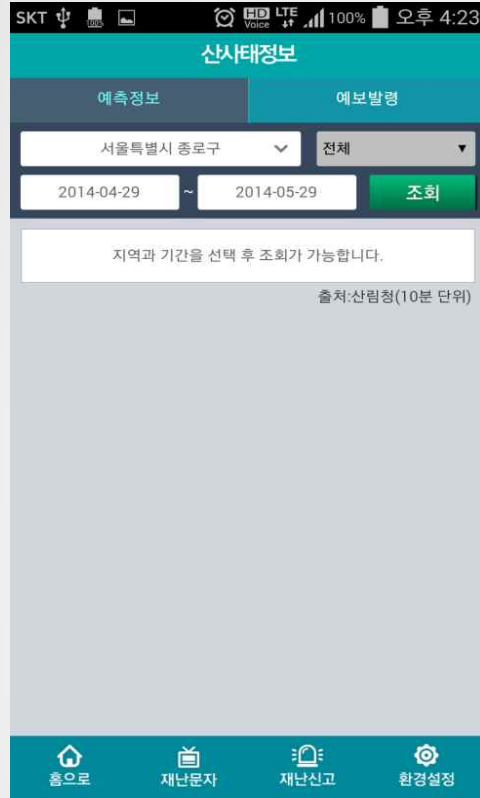 SKT 100% HD Voice LTE 100% 오후 4:23
산사태정보
예측정보 예보발령
서울특별시 종로구 전체
2014-04-29 ~ 2014-05-29 조회
지역과 기간을 선택 후 조회가 가능합니다.
출처:산림청(10분 단위)
홈으로 재난문자 재난신고 환경설정